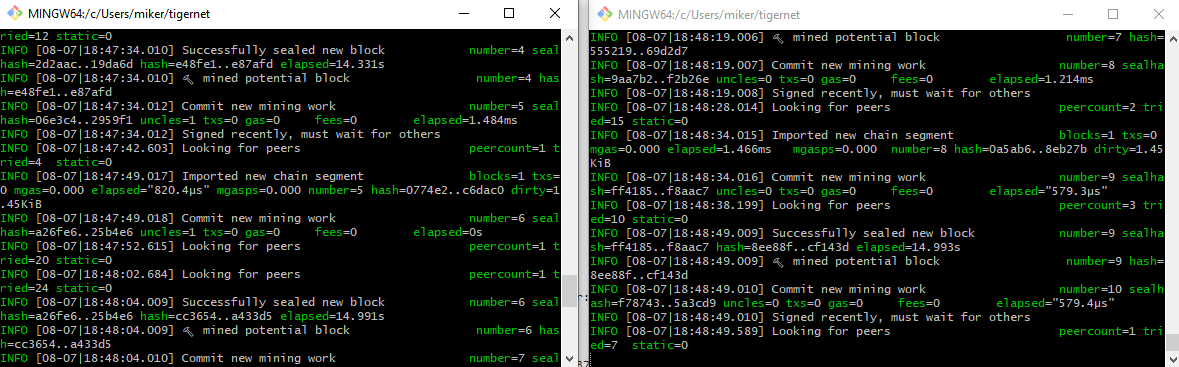 MINGW64:/c/Users/miker/tigernet
ried=12 static=0
INFO [08-07|18:47:34.010] Successfully sealed new block            number=4 seal
hash=2d2aac..19da6d hash=e48fe1..e87afd elapsed=14.331s
INFO [08-07|18:47:34.010] 🔨 mined potential block                  number=4 has
h=e48fe1..e87afd
INFO [08-07|18:47:34.012] Commit new mining work                   number=5 seal
hash=06e3c4..2959f1 uncles=1 txs=0 gas=0     fees=0        elapsed=1.484ms
INFO [08-07|18:47:34.012] Signed recently, must wait for others
INFO [08-07|18:47:42.603] Looking for peers                        peercount=1 t
ried=4  static=0
INFO [08-07|18:47:49.017] Imported new chain segment               blocks=1 txs=
0 mgas=0.000 elapsed="820.4µs" mgasps=0.000 number=5 hash=0774e2..c6dac0 dirty=1
.45KiB
INFO [08-07|18:47:49.018] Commit new mining work                   number=6 seal
hash=a26fe6..25b4e6 uncles=1 txs=0 gas=0     fees=0        elapsed=0s
INFO [08-07|18:47:52.615] Looking for peers                        peercount=1 t
ried=20 static=0
INFO [08-07|18:48:02.684] Looking for peers                        peercount=1 t
ried=24 static=0
INFO [08-07|18:48:04.009] Successfully sealed new block            number=6 seal
hash=a26fe6..25b4e6 hash=cc3654..a433d5 elapsed=14.991s
INFO [08-07|18:48:04.009] 🔨 mined potential block                  number=6 has
h=cc3654..a433d5
INFO [08-07|18:48:04.010] Commit new mining work                   number=7 seal
MINGW64:/c/Users/miker/tigernet
INFO [08-07|18:48:19.006] 🔨 mined potential block                  number=7 hash=
555219..69d2d7
INFO [08-07|18:48:19.007] Commit new mining work                   number=8 sealha
sh=9aa7b2..f2b26e uncles=0 txs=0 gas=0     fees=0        elapsed=1.214ms
INFO [08-07|18:48:19.008] Signed recently, must wait for others
INFO [08-07|18:48:28.014] Looking for peers                        peercount=2 tri
ed=15 static=0
INFO [08-07|18:48:34.015] Imported new chain segment               blocks=1 txs=0
mgas=0.000 elapsed=1.466ms   mgasps=0.000  number=8 hash=0a5ab6..8eb27b dirty=1.45
KiB
INFO [08-07|18:48:34.016] Commit new mining work                   number=9 sealha
sh=ff4185..f8aac7 uncles=0 txs=0 gas=0     fees=0        elapsed="579.3µs"
INFO [08-07|18:48:38.199] Looking for peers                        peercount=3 tri
ed=10 static=0
INFO [08-07|18:48:49.009] Successfully sealed new block            number=9 sealha
sh=ff4185..f8aac7 hash=8ee88f..cf143d elapsed=14.993s
INFO [08-07|18:48:49.009] 🔨 mined potential block                  number=9 hash=
8ee88f..cf143d
INFO [08-07|18:48:49.010] Commit new mining work                   number=10 sealh
ash=f78743..5a3cd9 uncles=0 txs=0 gas=0     fees=0        elapsed="579.4µs"
INFO [08-07|18:48:49.010] Signed recently, must wait for others
INFO [08-07|18:48:49.589] Looking for peers                        peercount=1 tri
ed=7  static=0